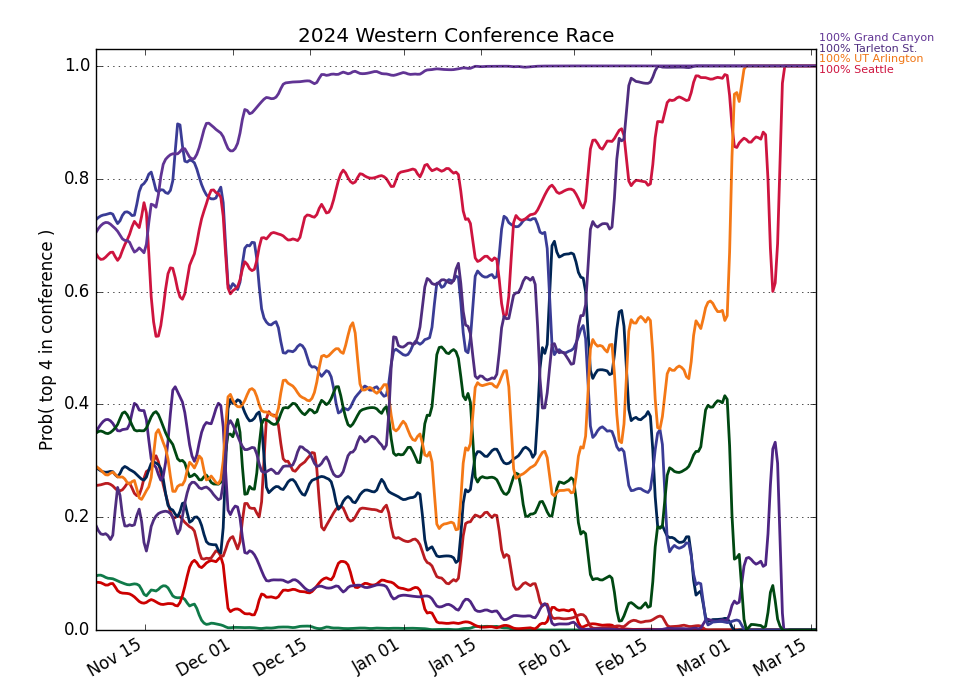 2024 Western Conference Race
100% Grand Canyon
100% Tarleton St.
100% UT Arlington
100% Seattle
Prob( top 4 in conference )
1.0
0.8
0.6
0.4
0.2
0.0
Nov 15
Dec 01
Dec 15
Jan 01
Jan 15
Feb 01
Feb 15
Mar 01
Mar 15